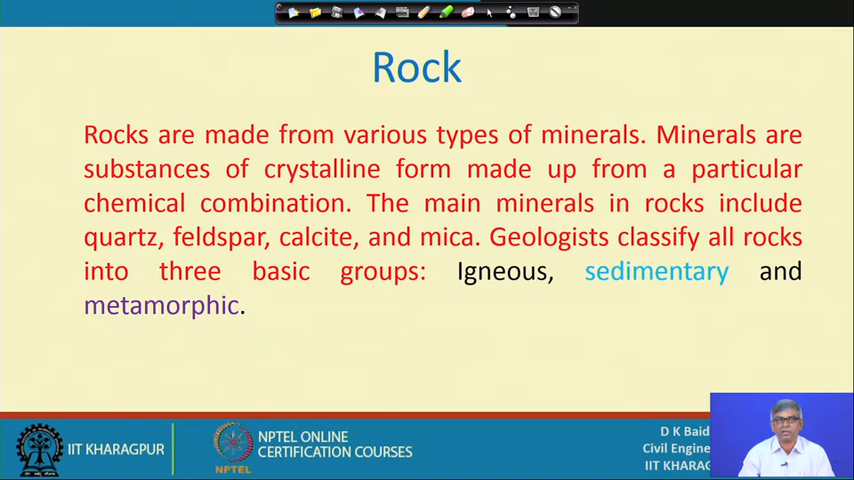 Rock
Rocks are made from various types of minerals. Minerals are
substances of crystalline form made up from a particular
chemical combination. The main minerals in rocks include
quartz, feldspar, calcite, and mica. Geologists classify all rocks
into three basic groups: Igneous, sedimentary and
metamorphic.
IIT KHARAGPUR
NPTEL
NPTEL ONLINE
CERTIFICATION COURSES
D K Baid
Civil Engine
IIT KHARAG